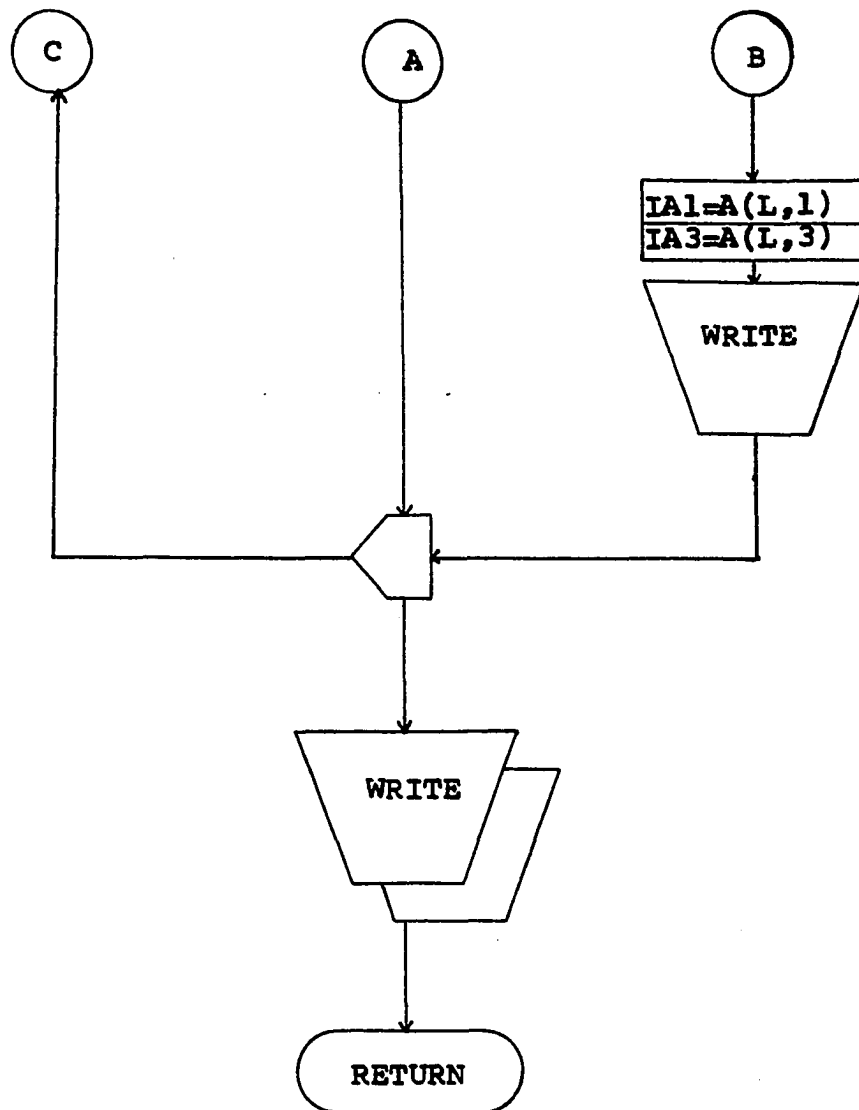 C
A
B
IA1=A(L,1)
IA3=A(L,3)
WRITE
WRITE
RETURN